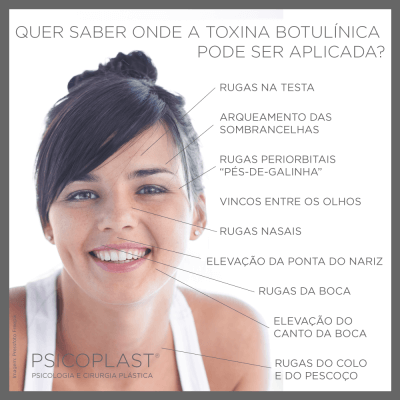 QUER SABER ONDE A TOXINA BOTULÍNICA
PODE SER APLICADA?
RUGAS NA TESTA
ARQUEAMENTO DAS
SOMBRANCELHAS
RUGAS PERIORBITAIS
“PÉS-DE-GALINHA”
VINCOS ENTRE OS OLHOS
RUGAS NASAIS
ELEVAÇÃO DA PONTA DO NARIZ
RUGAS DA BOCA
ELEVAÇÃO DO
CANTO DA BOCA
RUGAS DO COLO
E DO PESCOÇO
PSICOPLAST®
PSICOLOGIA E CIRURGIA PLÁSTICA